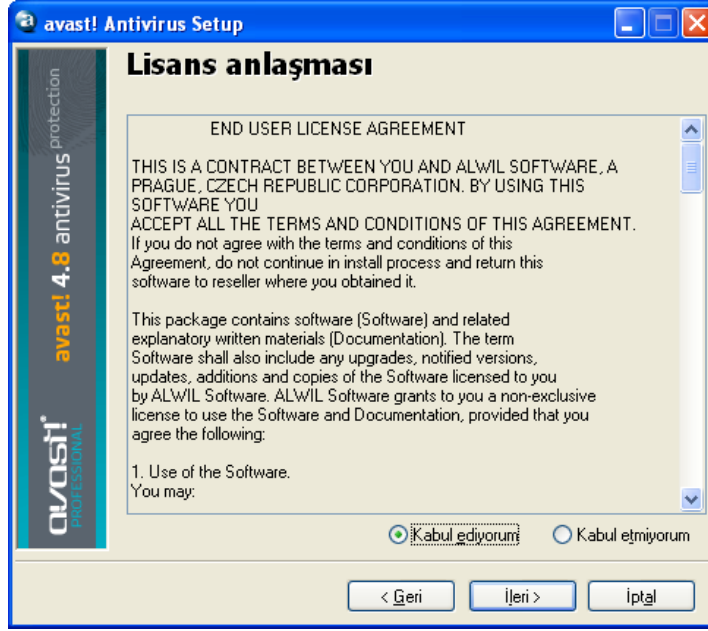 avast! Antivirus Setup
Lisans anlaşması
avast! 4.8 antivirus protection
avast!
PROFESSIONAL
END USER LICENSE AGREEMENT
THIS IS A CONTRACT BETWEEN YOU AND ALWIL SOFTWARE, A
PRAGUE, CZECH REPUBLIC CORPORATION. BY USING THIS
SOFTWARE YOU
ACCEPT ALL THE TERMS AND CONDITIONS OF THIS AGREEMENT.
If you do not agree with the terms and conditions of this
Agreement, do not continue in install process and return this
software to reseller where you obtained it.
This package contains software (Software) and related
explanatory written materials (Documentation). The term
Software shall also include any upgrades, notified versions,
updates, additions and copies of the Software licensed to you
by ALWIL Software. ALWIL Software grants to you a non-exclusive
license to use the Software and Documentation, provided that you
agree the following:
1. Use of the Software.
You may:
Kabul ediyorum Kabul etmiyorum
< Geri İleri > İptal